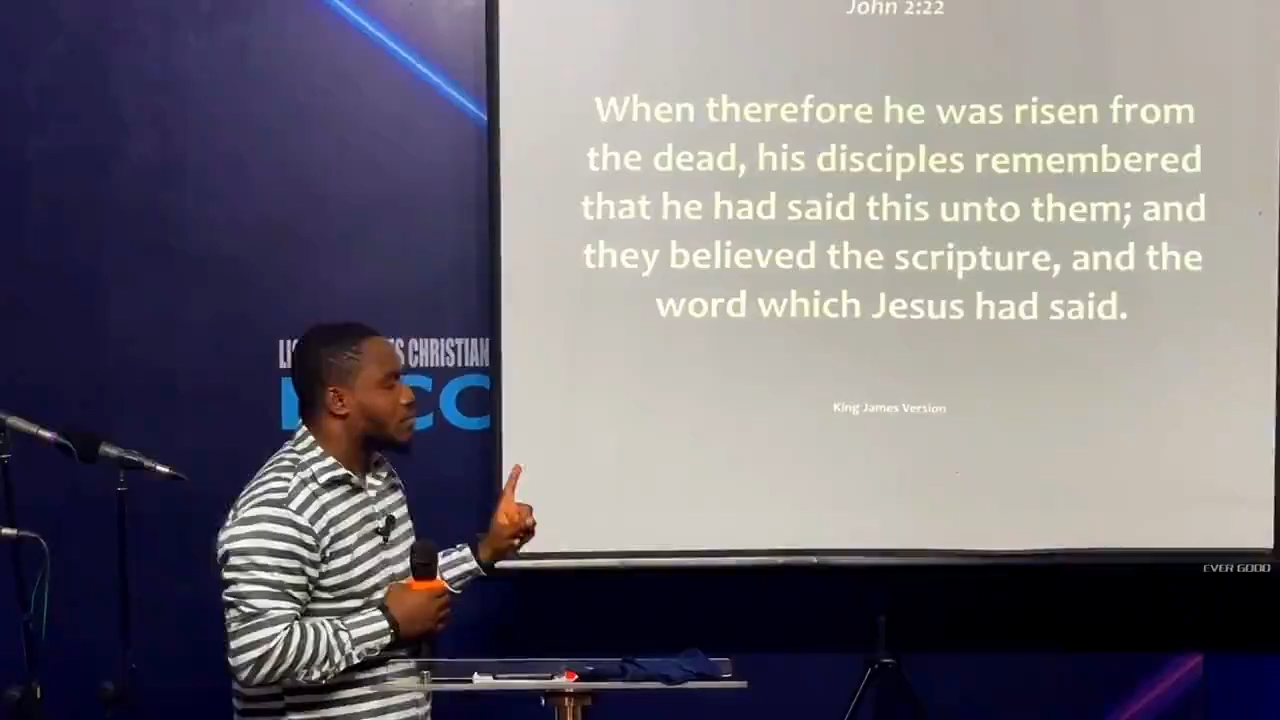 John 2:22
When therefore he was risen from
the dead, his disciples remembered
that he had said this unto them; and
they believed the scripture, and the
word which Jesus had said.
King James Version
CHRISTIAN
EVER GOOD